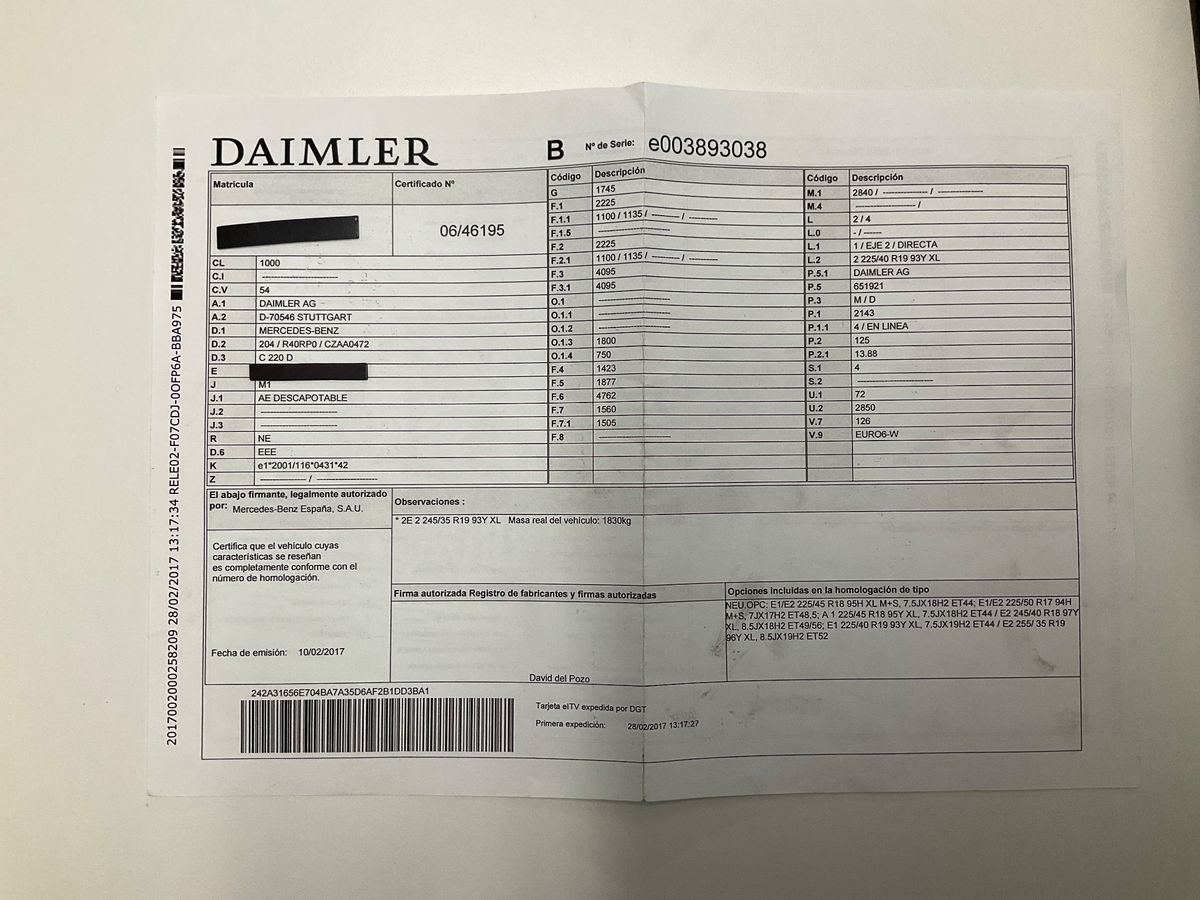 DAIMLER
B Nº de Serie: e003893038
Matricula
Certificado Nº
06/46195
CL 1000
C.I --------------------
C.V 54
A.1 DAIMLER AG
A.2 D-70546 STUTTGART
D.1 MERCEDES-BENZ
D.2 204 / R40RP0 / CZAA0472
D.3 C 220 D
E
J M1
J.1 AE DESCAPOTABLE
J.2 --------------------
J.3 --------------------
R NE
D.6 EEE
K e1*2001/116*0431*42
Z ------------ / ----------------
Código Descripción
G 1745
F.1 2225
F.1.1 1100 / 1135 / -------- / --------
F.1.5 --------------------
F.2 2225
F.2.1 1100 / 1135 / -------- / --------
F.3 4095
F.3.1 4095
O.1 --------------------
O.1.1 --------------------
O.1.2 --------------------
O.1.3 1800
O.1.4 750
F.4 1423
F.5 1877
F.6 4762
F.7 1560
F.7.1 1505
F.8 --------------------
Código Descripción
M.1 2840 / ------------ / ------------
M.4 ---------------- /
L 2 / 4
L.0 - / -----
L.1 1 / EJE 2 / DIRECTA
L.2 2 225/40 R19 93Y XL
P.5.1 DAIMLER AG
P.5 651921
P.3 M / D
P.1 2143
P.1.1 4 / EN LINEA
P.2 125
P.2.1 13.88
S.1 4
S.2 --------------------
U.1 72
U.2 2850
V.7 126
V.9 EURO6-W
El abajo firmante, legalmente autorizado
por: Mercedes-Benz España, S.A.U.
Certifica que el vehículo cuyas
características se reseñan
es completamente conforme con el
número de homologación.
Fecha de emisión: 10/02/2017
Observaciones :
* 2E 2 245/35 R19 93Y XL Masa real del vehículo: 1830kg
Firma autorizada Registro de fabricantes y firmas autorizadas
David del Pozo
Opciones incluidas en la homologación de tipo
NEU.OPC: E1/E2 225/45 R18 95H XL M+S, 7.5JX18H2 ET44; E1/E2 225/50 R17 94H
M+S, 7JX17H2 ET48,5; A 1 225/45 R18 95Y XL, 7.5JX18H2 ET44 / E2 245/40 R18 97Y
XL, 8.5JX18H2 ET49/56; E1 225/40 R19 93Y XL, 7.5JX19H2 ET44 / E2 255/ 35 R19
96Y XL, 8.5JX19H2 ET52
242A31656E704BA7A35D6AF2B1DD3BA1
Tarjeta eITV expedida por DGT
Primera expedición: 28/02/2017 13:17:27
2017002000258209 28/02/2017 13:17:34 RELE02-F07CDJ-0OFP6A-BBA975